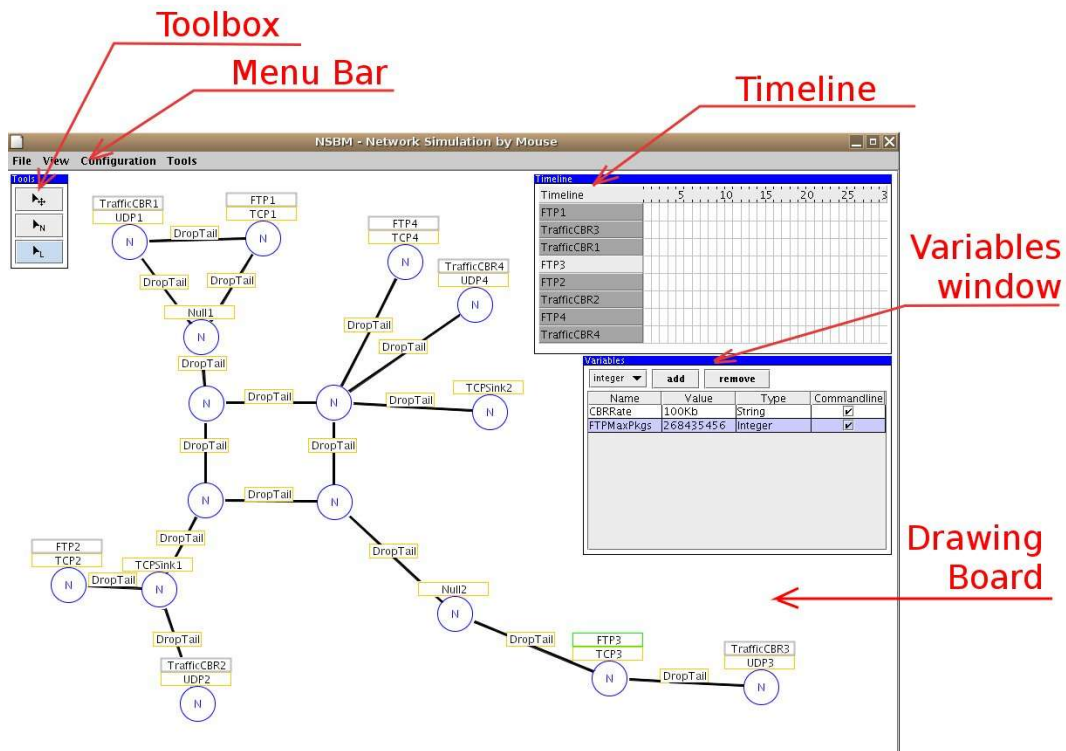 Toolbox
Menu Bar
Timeline
NSBM - Network Simulation by Mouse
File View Configuration Tools
Tools
N
L
Timeline
Timeline 5 10 15 20 25 3
FTP1
TrafficCBR3
TrafficCBR1
FTP3
FTP2
TrafficCBR2
FTP4
TrafficCBR4
Variables
window
Variables
integer add remove
Name Value Type Commandline
CBRRate 100Kb String
FTPMaxPkgs 268435456 Integer
TrafficCBR1
UDP1
N
FTP1
TCP1
N
DropTail
DropTail
DropTail
Null1
N
DropTail
FTP4
TCP4
N
TrafficCBR4
UDP4
N
DropTail
DropTail
TCPSink2
N
DropTail
N
DropTail
N
DropTail
DropTail
N
DropTail
N
DropTail
DropTail
FTP2
TCP2
N
DropTail
TCPSink1
N
DropTail
TrafficCBR2
UDP2
N
Null2
N
DropTail
FTP3
TCP3
N
DropTail
TrafficCBR3
UDP3
N
Drawing
Board